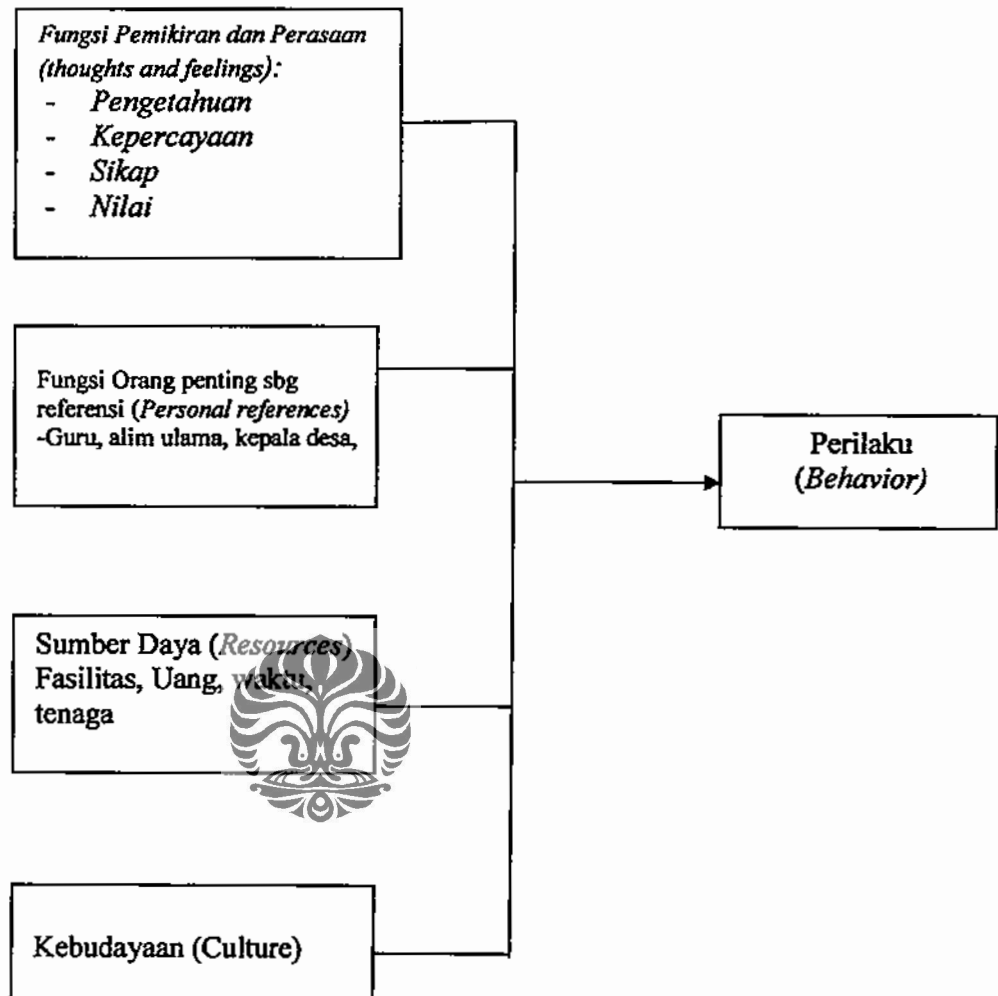 Fungsi Pemikiran dan Perasaan
(thoughts and feelings):
- Pengetahuan
- Kepercayaan
- Sikap
- Nilai
Fungsi Orang penting sbg
referensi (Personal references)
-Guru, alim ulama, kepala desa,
Sumber Daya (Resources)
Fasilitas, Uang, waktu,
tenaga
Kebudayaan (Culture)
Perilaku
(Behavior)